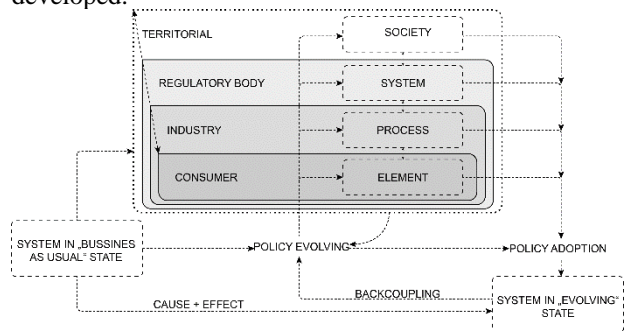 developed.
TERRITORIAL
SOCIETY
REGULATORY BODY
SYSTEM
INDUSTRY
PROCESS
CONSUMER
ELEMENT
SYSTEM IN „BUSSINES
AS USUAL“ STATE
POLICY EVOLVING
POLICY ADOPTION
BACKCOUPLING
CAUSE + EFFECT
SYSTEM IN „EVOLVING“
STATE